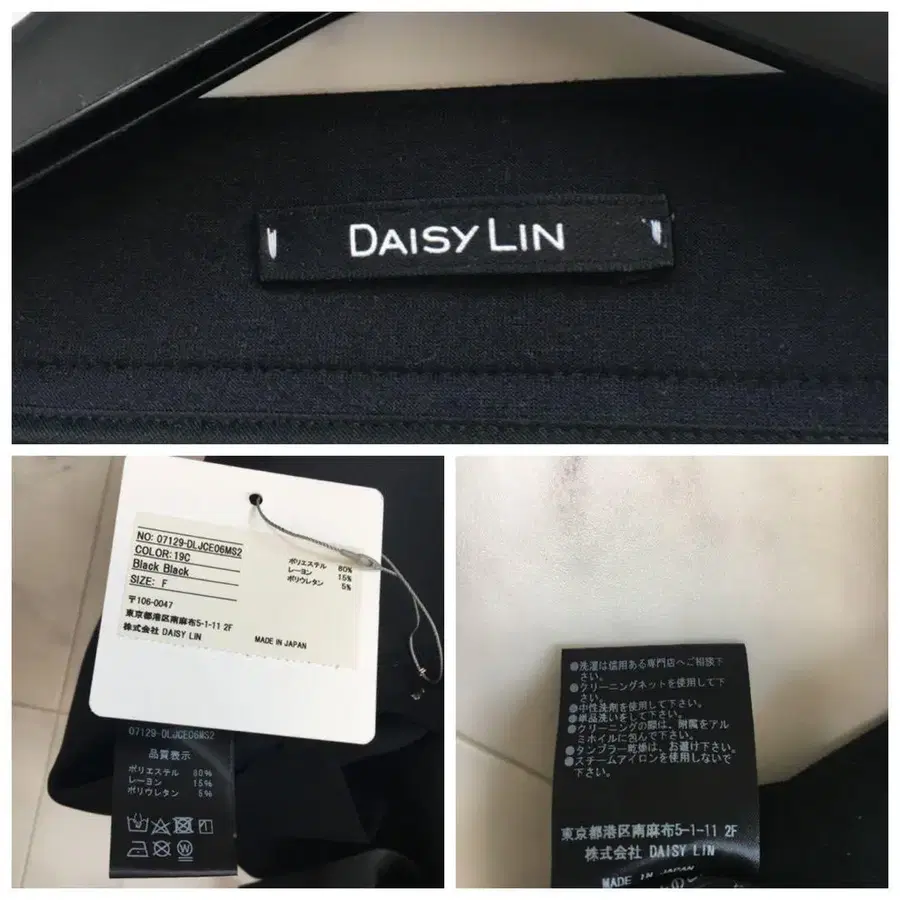 DAISY LIN
NO: 07129-DLJCE06MS2
COLOR: 19C
Black Black
SIZE: F
ポリエステル 80%
レーヨン 15%
ポリウレタン 5%
〒106-0047
東京都港区南麻布5-1-11 2F
株式会社 DAISY LIN
MADE IN JAPAN
07129-DLJCE06MS2
品質表示
ポリエステル 80%
レーヨン 15%
ポリウレタン 5%
W
●洗濯は信用ある専門店へご相談下
さい。
●クリーニングネットを使用して下
さい。
●中性洗剤を使用して下さい。
●単品洗いをして下さい。
●クリーニングの際は、附属をアル
ミホイルに包んで下さい。
●タンブラー乾燥は、お避け下さい。
●スチームアイロンを使用しないで
下さい。
東京都港区南麻布5-1-11 2F
株式会社 DAISY LIN
MADE IN JAPAN